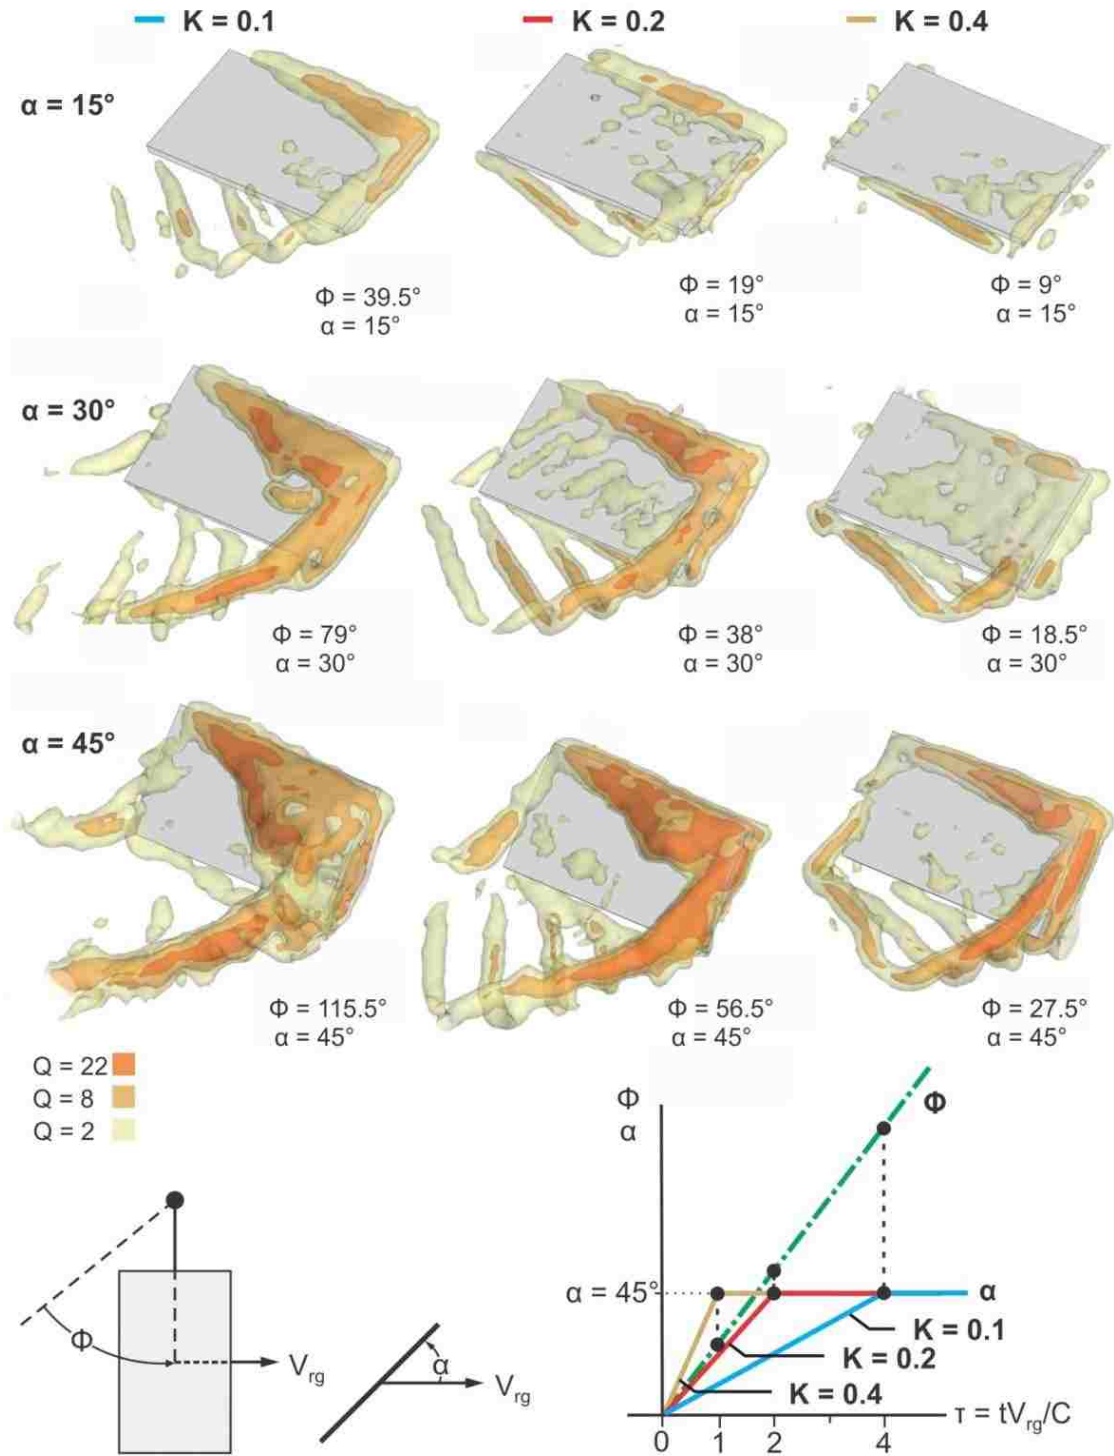 K = 0.1 K = 0.2 K = 0.4
α = 15°
Φ = 39.5° Φ = 19° Φ = 9°
α = 15° α = 15° α = 15°
α = 30°
Φ = 79° Φ = 38° Φ = 18.5°
α = 30° α = 30° α = 30°
α = 45°
Φ = 115.5° Φ = 56.5° Φ = 27.5°
α = 45° α = 45° α = 45°
Q = 22
Q = 8
Q = 2
Φ
V_rg
α
V_rg
Φ
α
Φ
α = 45°
α
K = 0.1
K = 0.2
K = 0.4
τ = tV_rg/C
0 1 2 4